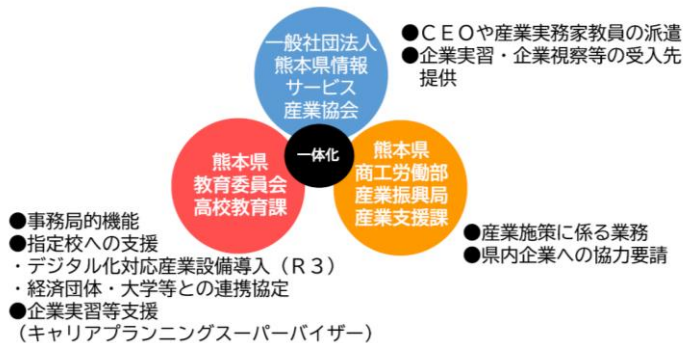 一般社団法人
熊本県情報
サービス
産業協会
●ＣＥＯや産業実務家教員の派遣
●企業実習・企業視察等の受入先
提供
一体化
熊本県
教育委員会
高校教育課
熊本県
商工労働部
産業振興局
産業支援課
●事務局的機能
●指定校への支援
・デジタル化対応産業設備導入（Ｒ３）
・経済団体・大学等との連携協定
●企業実習等支援
（キャリアプランニングスーパーバイザー）
●産業施策に係る業務
●県内企業への協力要請